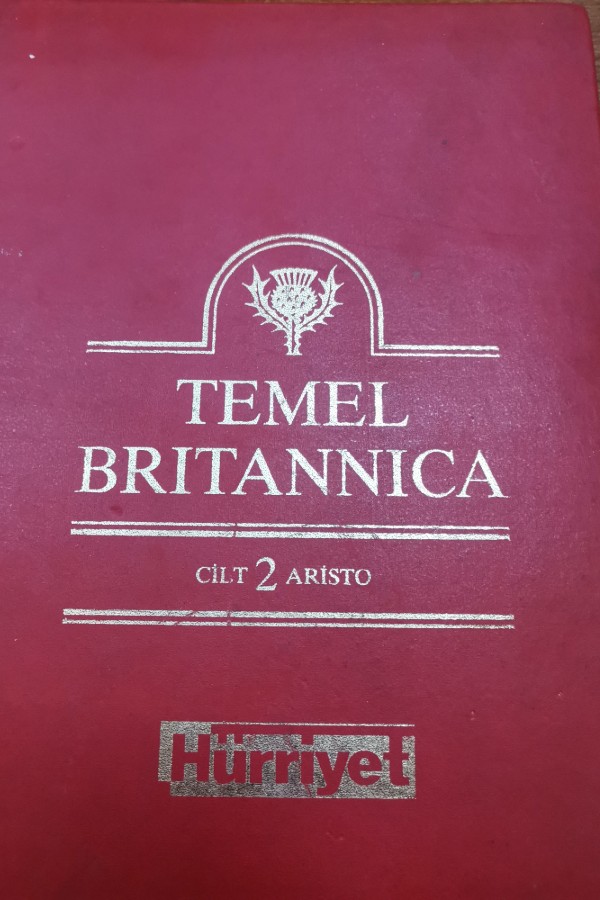 TEMEL
BRITANNICA
CİLT 2 ARİSTO
Hürriyet